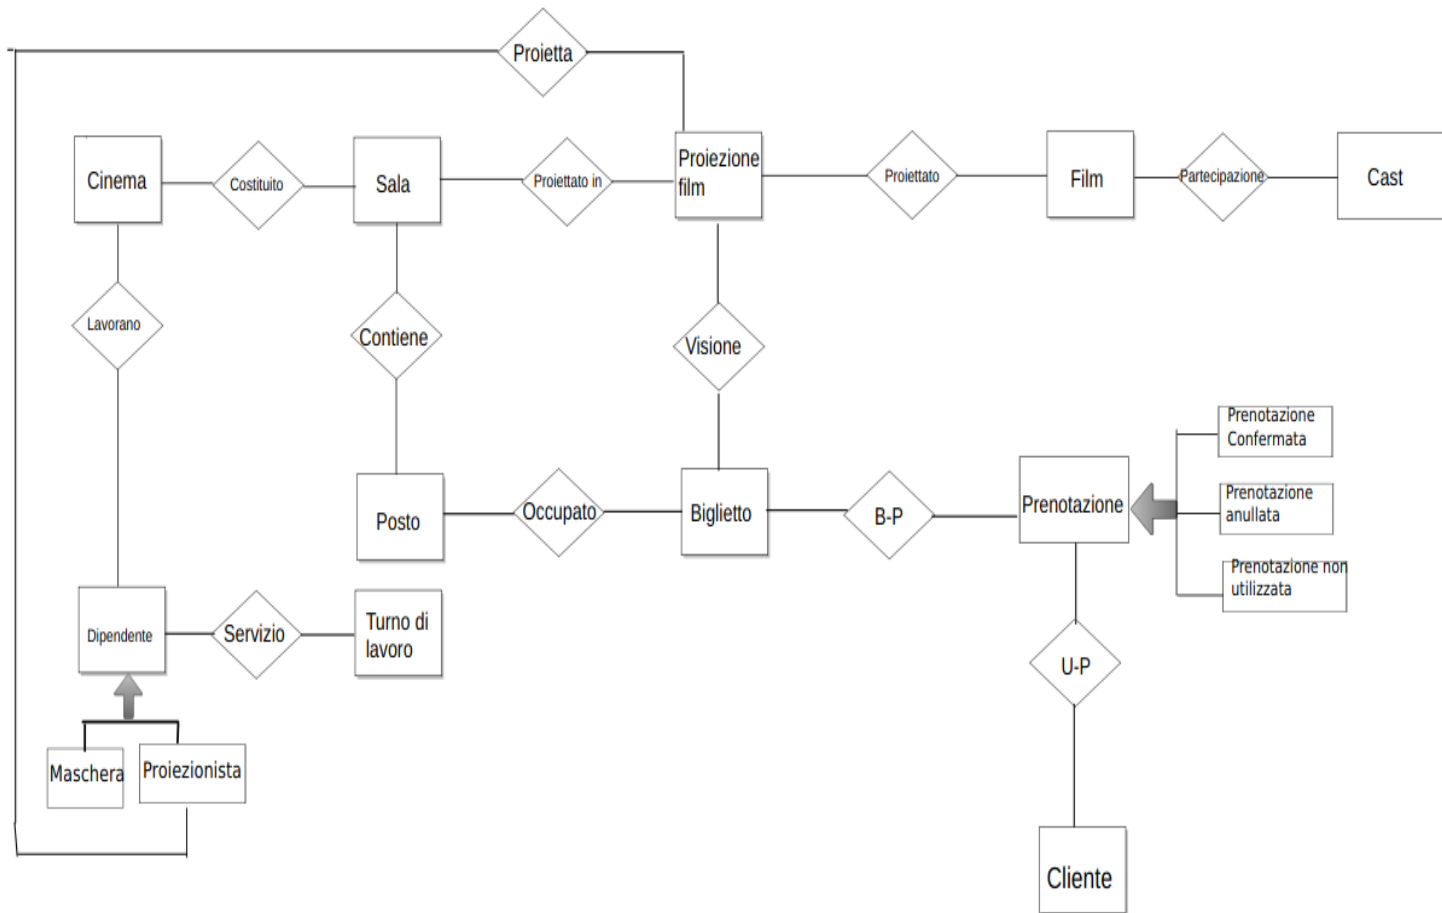 Proietta
Cinema
Costituito
Sala
Proiettato in
Proiezione
film
Proiettato
Film
Partecipazione
Cast
Lavorano
Contiene
Visione
Prenotazione
Confermata
Posto
Occupato
Biglietto
B-P
Prenotazione
Prenotazione
anullata
Prenotazione non
utilizzata
Dipendente
Servizio
Turno di
lavoro
U-P
Maschera
Proiezionista
Cliente